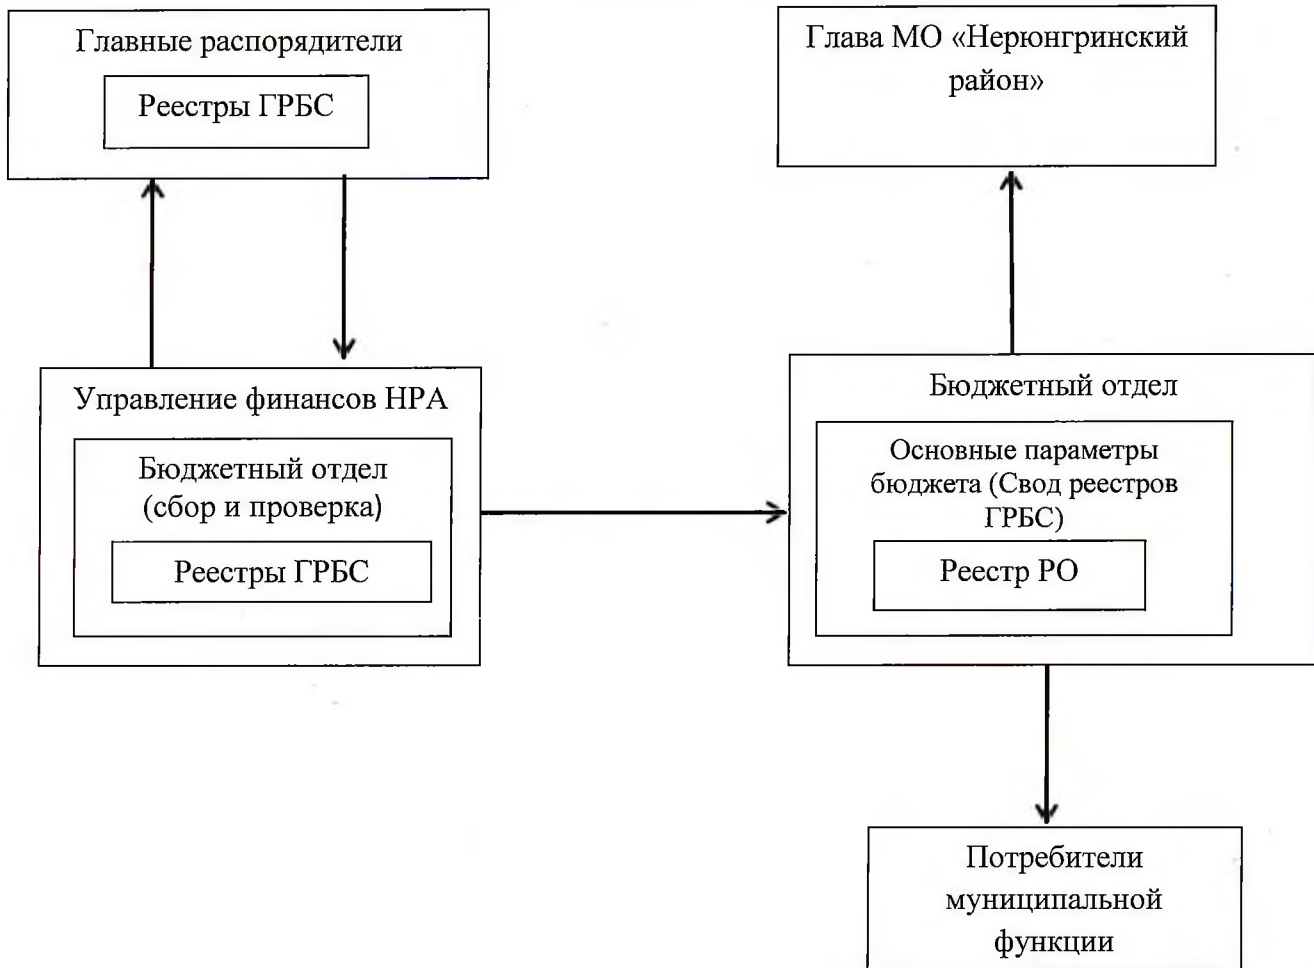 Главные распорядители
Реестры ГРБС
Глава МО «Нерюнгринский
район»
Управление финансов НРА
Бюджетный отдел
(сбор и проверка)
Реестры ГРБС
Бюджетный отдел
Основные параметры
бюджета (Свод реестров
ГРБС)
Реестр РО
Потребители
муниципальной
функции